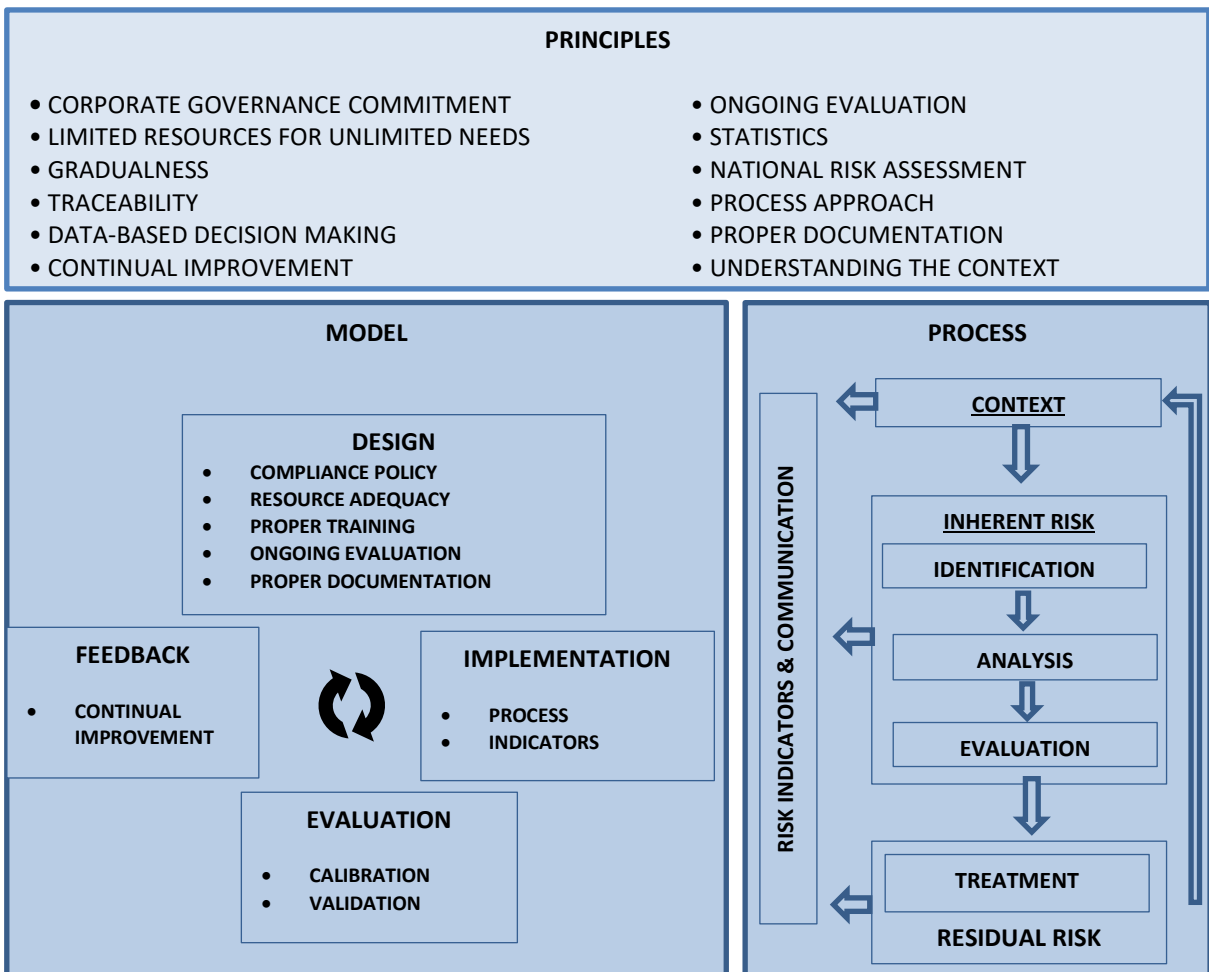 PRINCIPLES
• CORPORATE GOVERNANCE COMMITMENT
• LIMITED RESOURCES FOR UNLIMITED NEEDS
• GRADUALNESS
• TRACEABILITY
• DATA-BASED DECISION MAKING
• CONTINUAL IMPROVEMENT
• ONGOING EVALUATION
• STATISTICS
• NATIONAL RISK ASSESSMENT
• PROCESS APPROACH
• PROPER DOCUMENTATION
• UNDERSTANDING THE CONTEXT
MODEL
DESIGN
• COMPLIANCE POLICY
• RESOURCE ADEQUACY
• PROPER TRAINING
• ONGOING EVALUATION
• PROPER DOCUMENTATION
FEEDBACK
• CONTINUAL
IMPROVEMENT
IMPLEMENTATION
• PROCESS
• INDICATORS
EVALUATION
• CALIBRATION
• VALIDATION
PROCESS
RISK INDICATORS & COMMUNICATION
CONTEXT
INHERENT RISK
IDENTIFICATION
ANALYSIS
EVALUATION
TREATMENT
RESIDUAL RISK